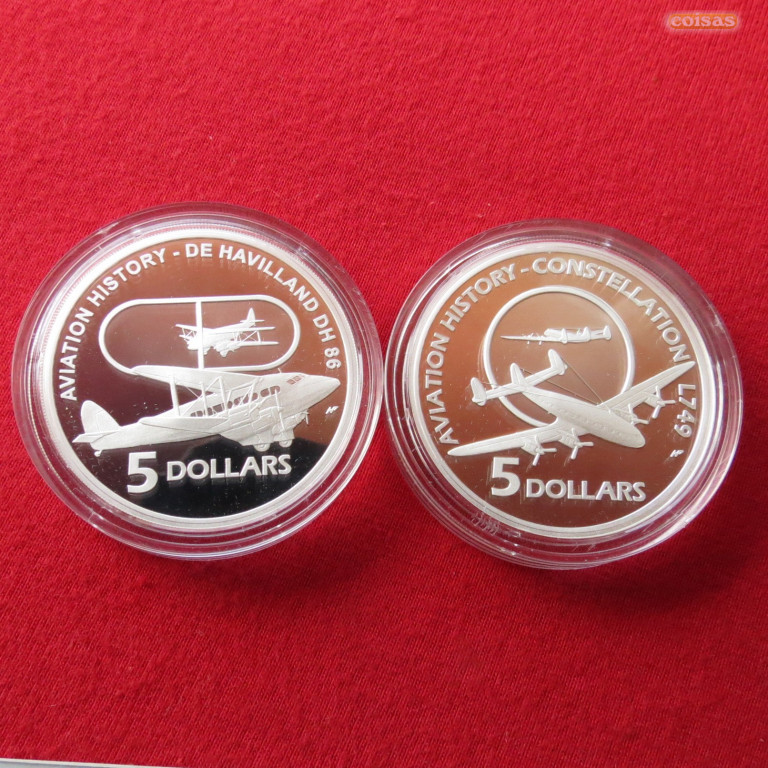 coisas
AVIATION HISTORY - DE HAVILLAND DH 86
5 DOLLARS
AVIATION HISTORY - CONSTELLATION L749
5 DOLLARS